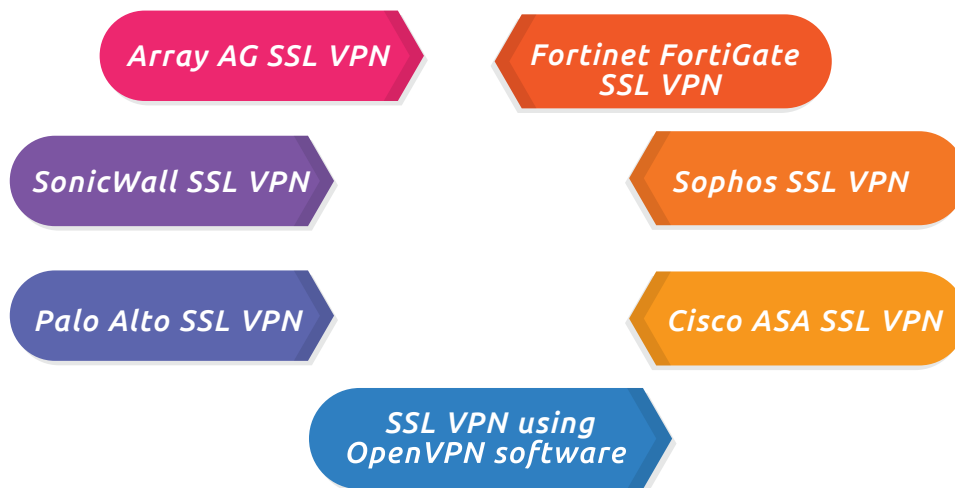 Array AG SSL VPN
Fortinet FortiGate
SSL VPN
SonicWall SSL VPN
Sophos SSL VPN
Palo Alto SSL VPN
Cisco ASA SSL VPN
SSL VPN using
OpenVPN software